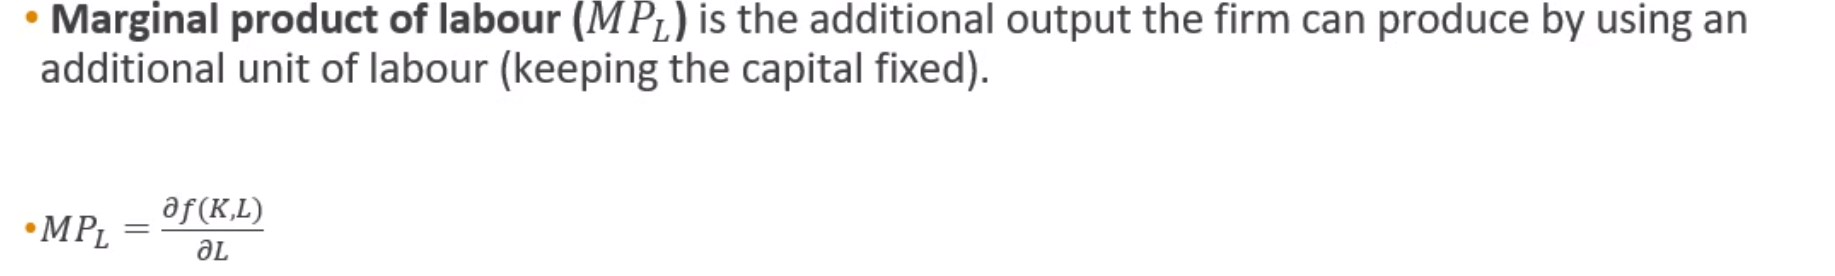 • Marginal product of labour (MP_L) is the additional output the firm can produce by using an
additional unit of labour (keeping the capital fixed).
• MP_L = ∂f(K,L) / ∂L